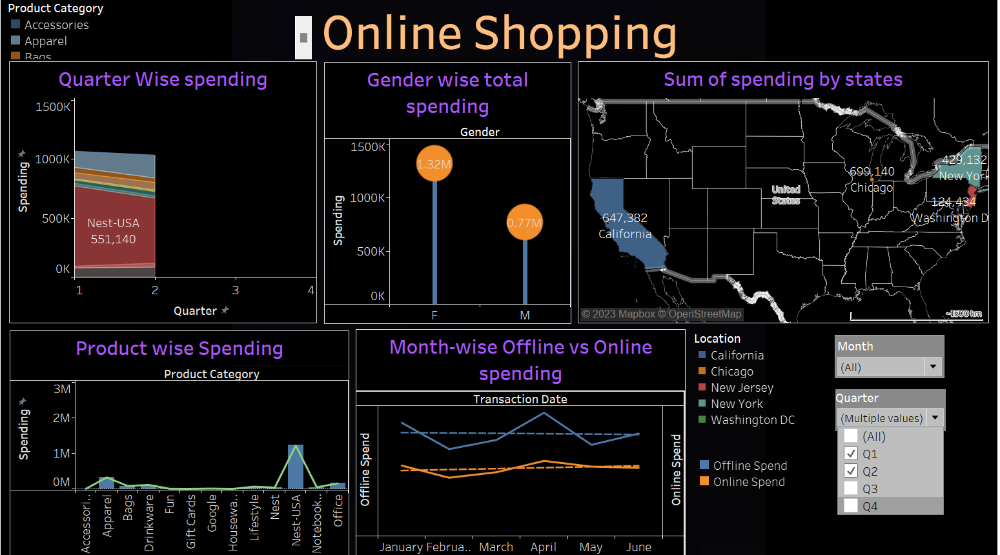 Product Category
Accessories
Apparel
Bags
Online Shopping
Quarter Wise spending
1500K
1000K
500K
0K
Spending
Nest-USA
551,140
1
2
3
4
Quarter
Gender wise total
spending
Gender
1500K
1000K
500K
0K
Spending
1.32M
0.77M
F
M
Sum of spending by states
United
States
647,382
California
699,140
Chicago
429,132
New York
124,434
Washington D
© 2023 Mapbox © OpenStreetMap
~1500 km
Product wise Spending
Product Category
3M
2M
1M
0M
Spending
Accessori..
Apparel
Bags
Drinkware
Fun
Gift Cards
Google
Housewa..
Lifestyle
Nest
Nest-USA
Notebook..
Office
Month-wise Offline vs Online
spending
Transaction Date
Offline Spend
Online Spend
January
Februa..
March
April
May
June
Location
California
Chicago
New Jersey
New York
Washington DC
Offline Spend
Online Spend
Month
(All)
Quarter
(Multiple values)
(All)
Q1
Q2
Q3
Q4